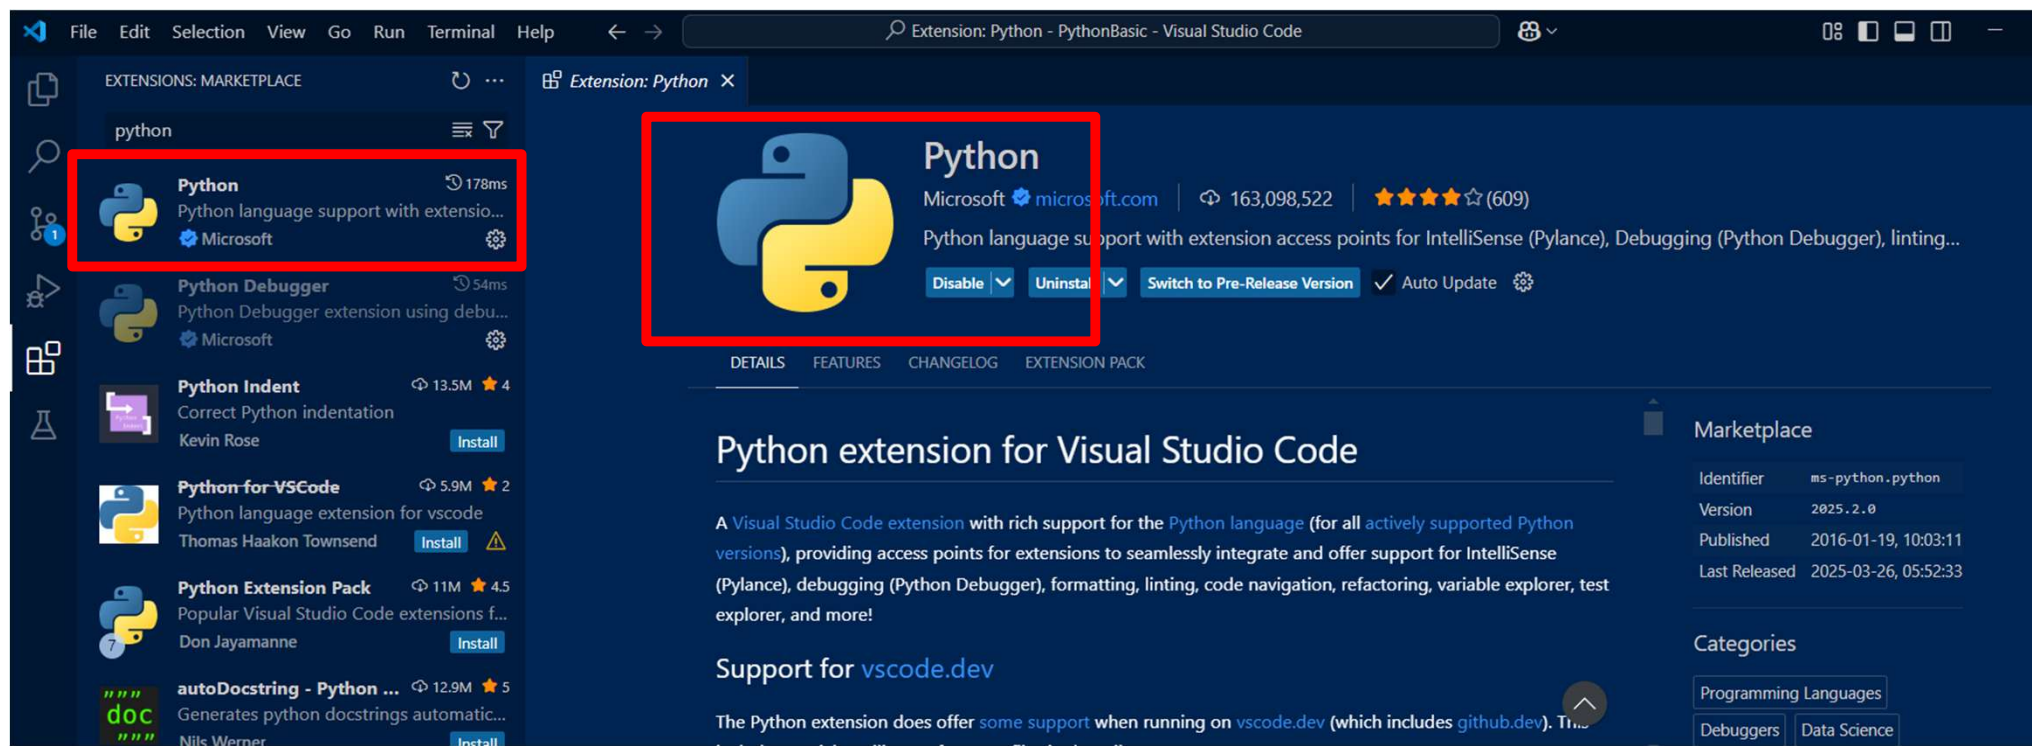 File Edit Selection View Go Run Terminal Help
Extension: Python - PythonBasic - Visual Studio Code
EXTENSIONS: MARKETPLACE
python
Python 178ms
Python language support with extensio...
Microsoft
Python Debugger 54ms
Python Debugger extension using debu...
Microsoft
Python Indent 13.5M 4
Correct Python indentation
Kevin Rose Install
Python for VSCode 5.9M 2
Python language extension for vscode
Thomas Haakon Townsend Install
Python Extension Pack 11M 4.5
Popular Visual Studio Code extensions f...
7
Don Jayamanne Install
autoDocstring - Python ... 12.9M 5
""" doc """
Generates python docstrings automatic...
Nils Werner Install
1
Extension: Python
Python
Microsoft microsoft.com 163,098,522 (609)
Python language support with extension access points for IntelliSense (Pylance), Debugging (Python Debugger), linting...
Disable Uninstall Switch to Pre-Release Version Auto Update
DETAILS FEATURES CHANGELOG EXTENSION PACK
Python extension for Visual Studio Code
A Visual Studio Code extension with rich support for the Python language (for all actively supported Python
versions), providing access points for extensions to seamlessly integrate and offer support for IntelliSense
(Pylance), debugging (Python Debugger), formatting, linting, code navigation, refactoring, variable explorer, test
explorer, and more!
Support for vscode.dev
The Python extension does offer some support when running on vscode.dev (which includes github.dev). This
Marketplace
Identifier ms-python.python
Version 2025.2.0
Published 2016-01-19, 10:03:11
Last Released 2025-03-26, 05:52:33
Categories
Programming Languages
Debuggers Data Science